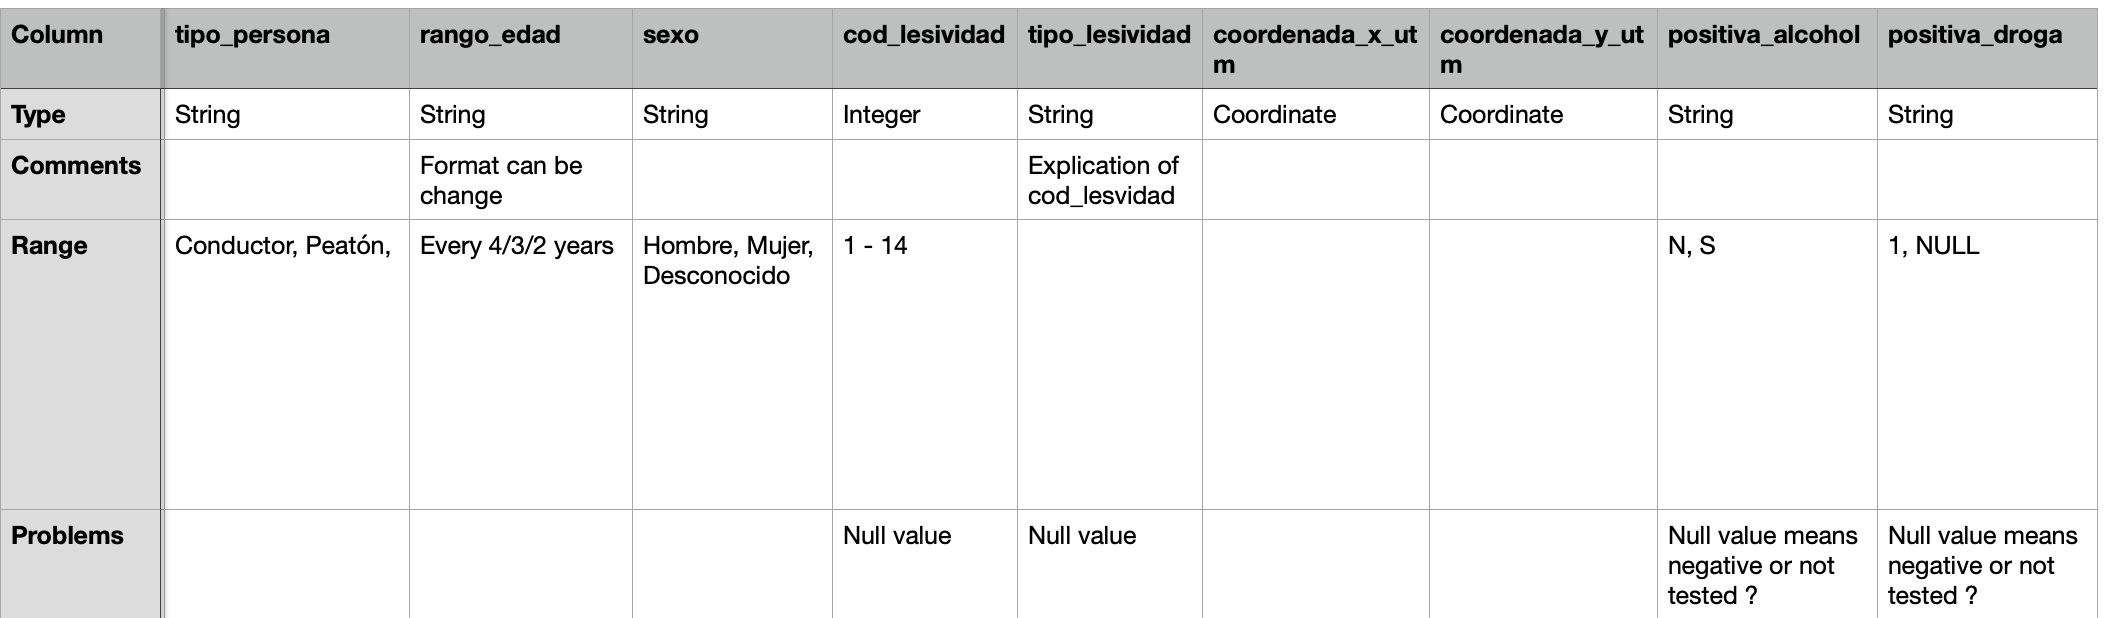 Column tipo_persona rango_edad sexo cod_lesividad tipo_lesividad coordenada_x_ut coordenada_y_ut positiva_alcohol positiva_droga
m m
Type String String String Integer String Coordinate Coordinate String String
Comments Format can be Explication of
change cod_lesvidad
Range Conductor, Peatón, Every 4/3/2 years Hombre, Mujer, 1 - 14 N, S 1, NULL
Desconocido
Problems Null value Null value Null value means Null value means
negative or not negative or not
tested ? tested ?